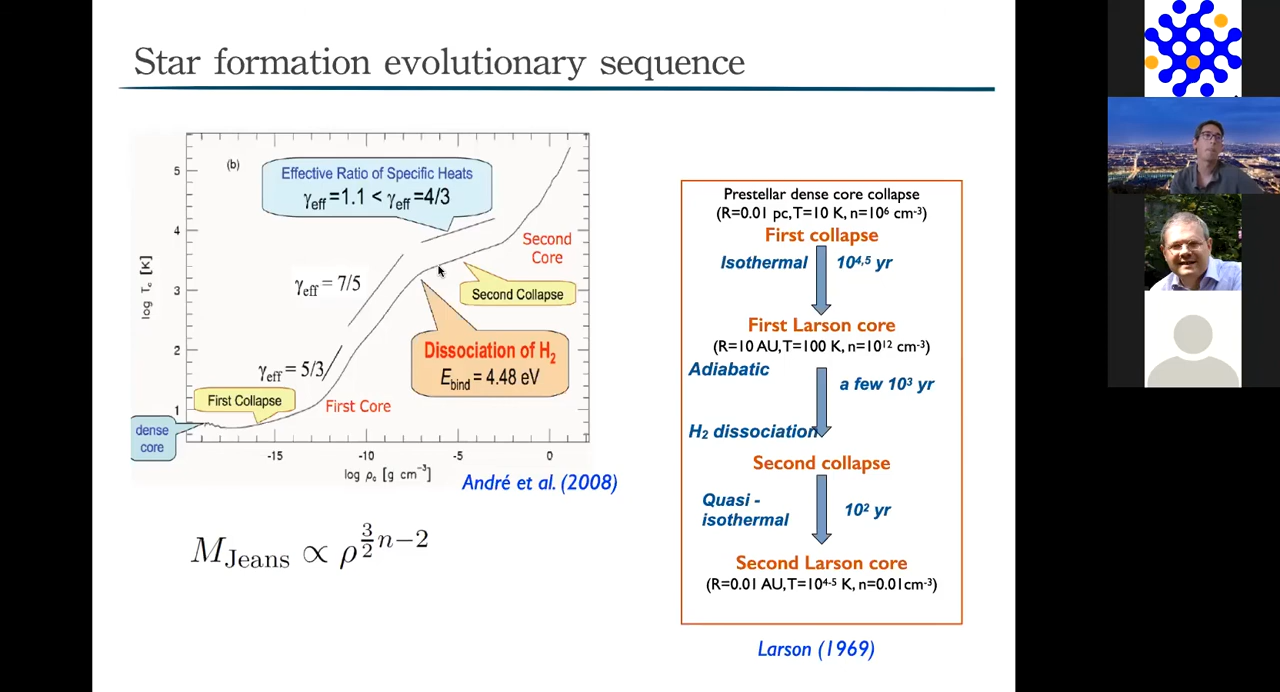 Star formation evolutionary sequence
(b)
Effective Ratio of Specific Heats
γeff =1.1 < γeff =4/3
γeff = 7/5
γeff = 5/3
Second
Core
Second Collapse
Dissociation of H₂
Ebind = 4.48 eV
First Collapse
First Core
dense
core
log Tc [K]
5
4
3
2
1
-15
-10
-5
0
log ρc [g cm⁻³]
André et al. (2008)
MJeans ∝ ρ^(3/2 n−2)
Prestellar dense core collapse
(R=0.01 pc, T=10 K, n=10⁶ cm⁻³)
First collapse
Isothermal
10⁴,⁵ yr
First Larson core
(R=10 AU, T=100 K, n=10¹² cm⁻³)
Adiabatic
a few 10³ yr
H₂ dissociation
Second collapse
Quasi -
isothermal
10² yr
Second Larson core
(R=0.01 AU, T=10⁴⁻⁵ K, n=0.01cm⁻³)
Larson (1969)